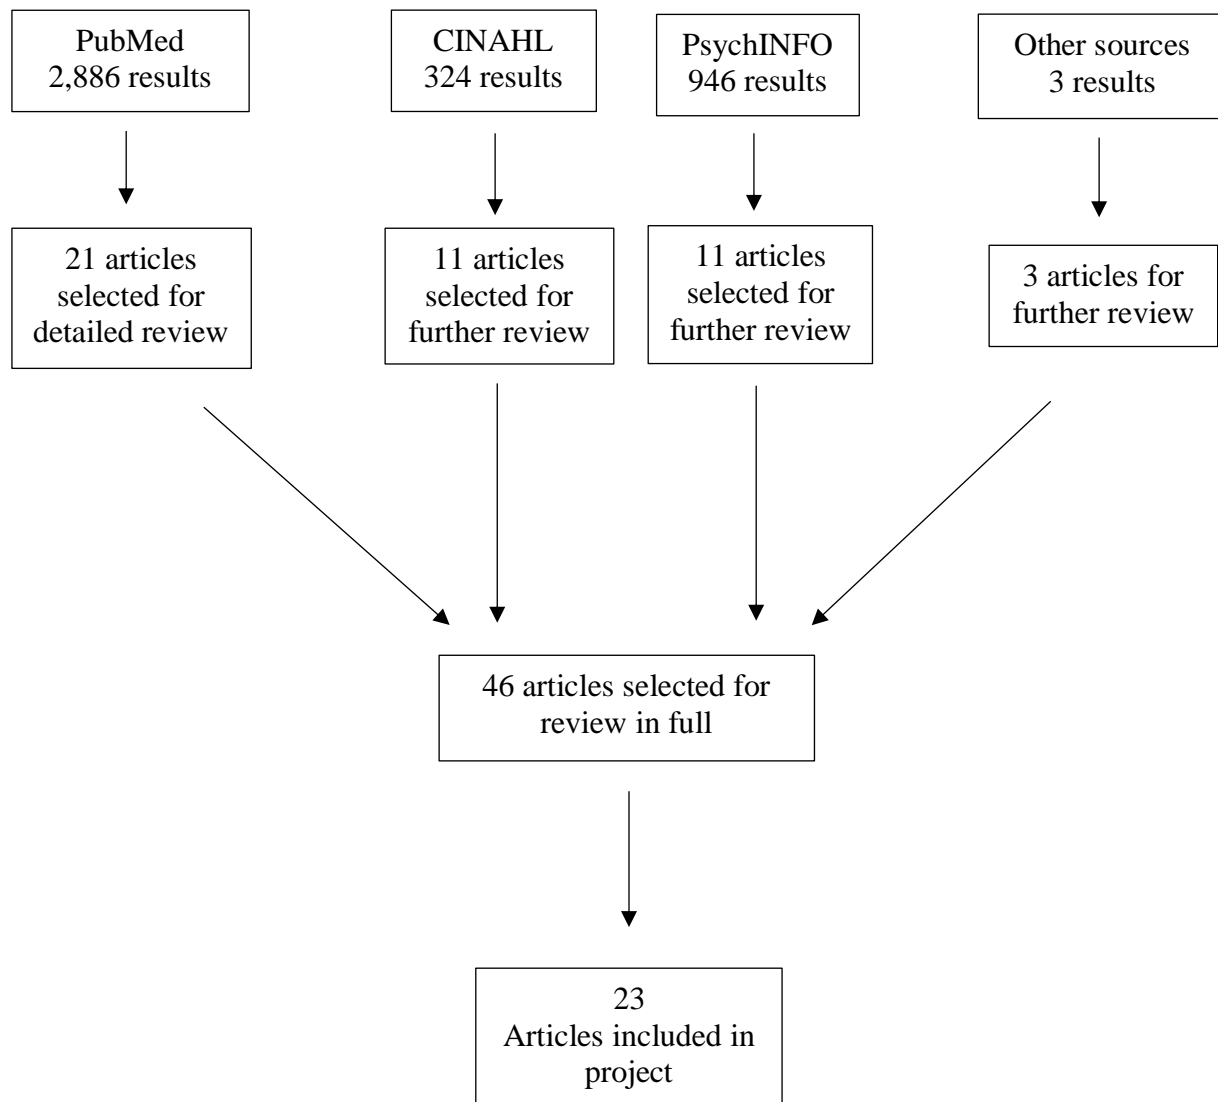 PubMed
2,886 results
CINAHL
324 results
PsychINFO
946 results
Other sources
3 results
21 articles
selected for
detailed review
11 articles
selected for
further review
11 articles
selected for
further review
3 articles for
further review
46 articles selected for
review in full
23
Articles included in
project